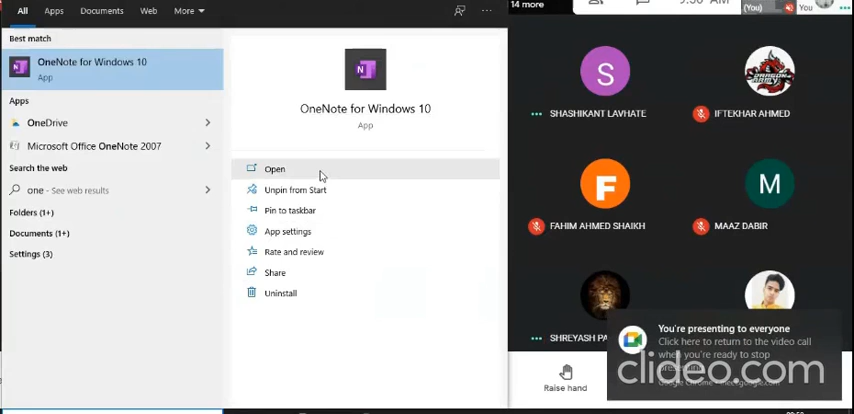 All Apps Documents Web More
Best match
OneNote for Windows 10
App
Apps
OneDrive
Microsoft Office OneNote 2007
Search the web
one - See web results
Folders (1+)
Documents (1+)
Settings (3)
OneNote for Windows 10
App
Open
Unpin from Start
Pin to taskbar
App settings
Rate and review
Share
Uninstall
14 more
(You)
You
S
SHASHIKANT LAVHATE
IFTEKHAR AHMED
F
FAHIM AHMED SHAIKH
M
MAAZ DABIR
SHREYASH PA
You're presenting to everyone
Click here to return to the video call
when you're ready to stop
clideo.com
Raise hand